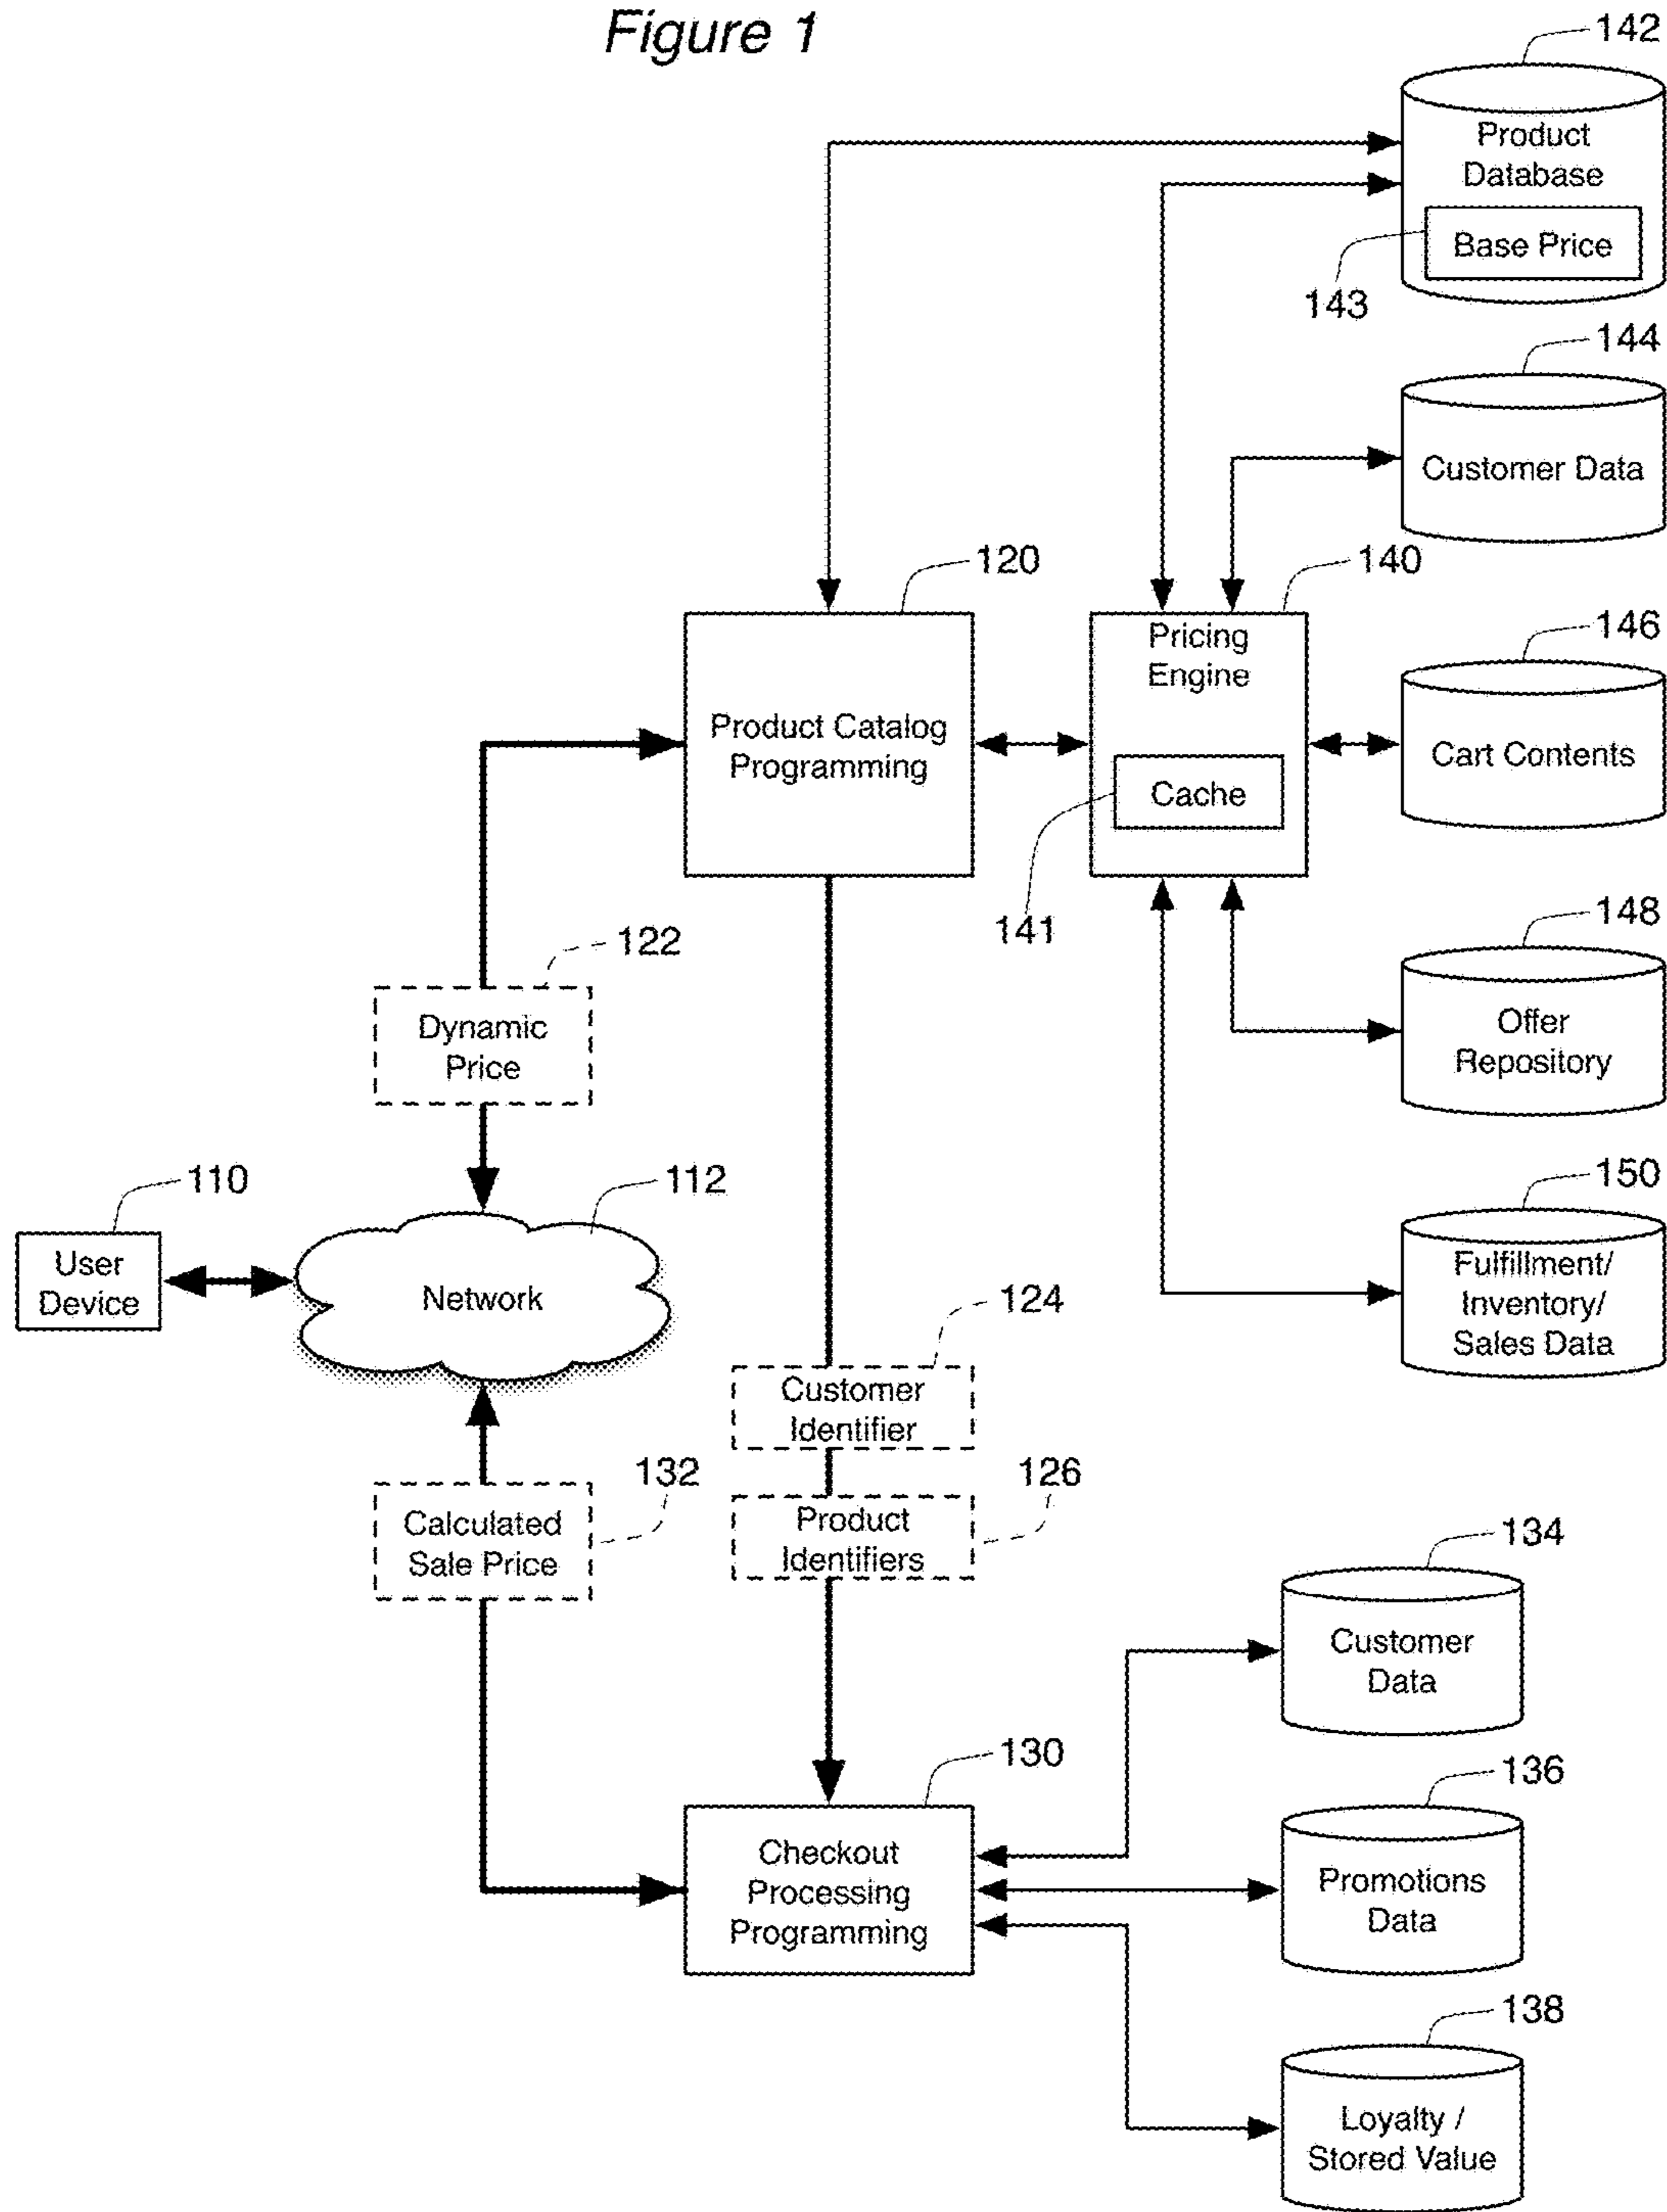 Figure 1
142
Product
Database
Base Price
143
144
Customer Data
120
140
Pricing
Engine
146
Product Catalog
Programming
Cart Contents
Cache
141
148
122
Offer
Repository
Dynamic
Price
110
112
150
User
Device
Network
Fulfillment/
Inventory/
Sales Data
124
Customer
Identifier
132
126
Calculated
Sale Price
Product
Identifiers
134
Customer
Data
130
136
Checkout
Processing
Programming
Promotions
Data
138
Loyalty /
Stored Value